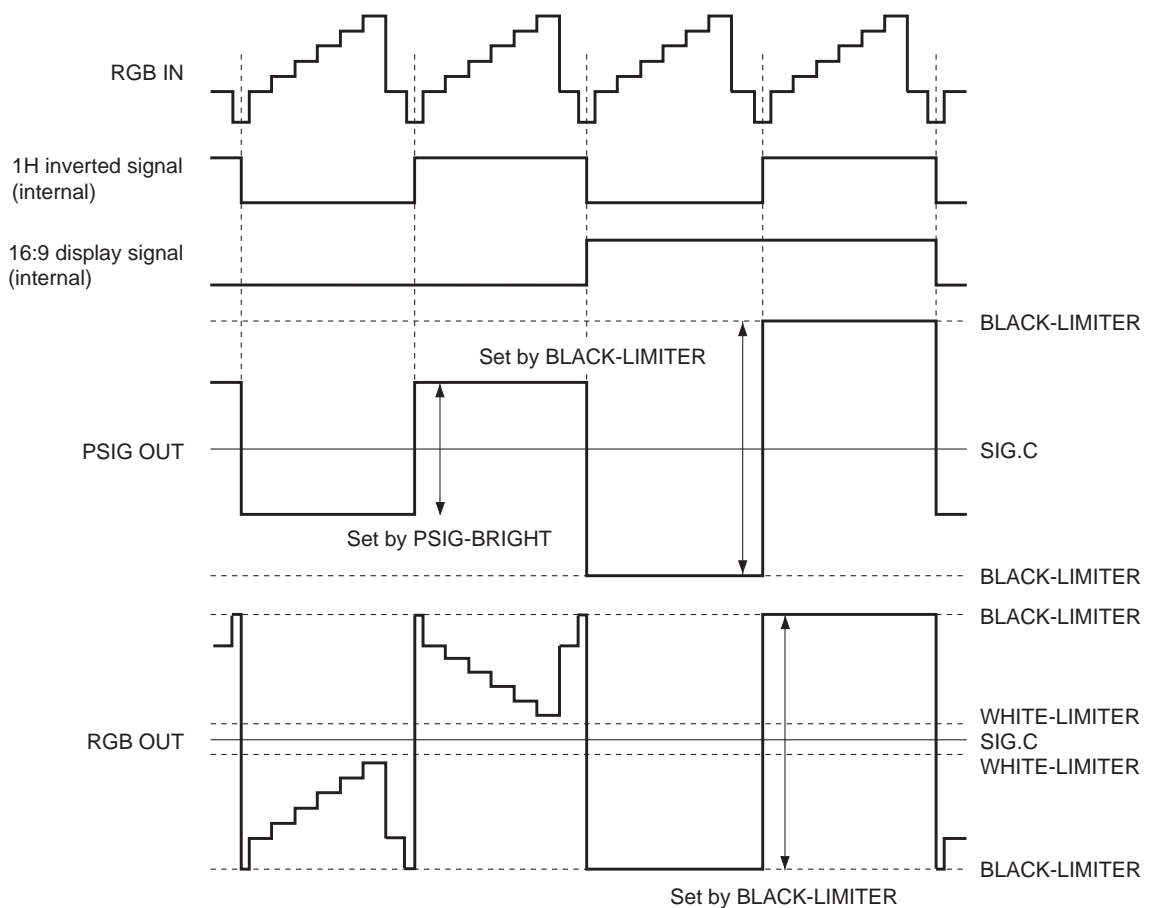 RGB IN
1H inverted signal
(internal)
16:9 display signal
(internal)
BLACK-LIMITER
Set by BLACK-LIMITER
PSIG OUT
SIG.C
Set by PSIG-BRIGHT
BLACK-LIMITER
BLACK-LIMITER
WHITE-LIMITER
RGB OUT
SIG.C
WHITE-LIMITER
BLACK-LIMITER
Set by BLACK-LIMITER